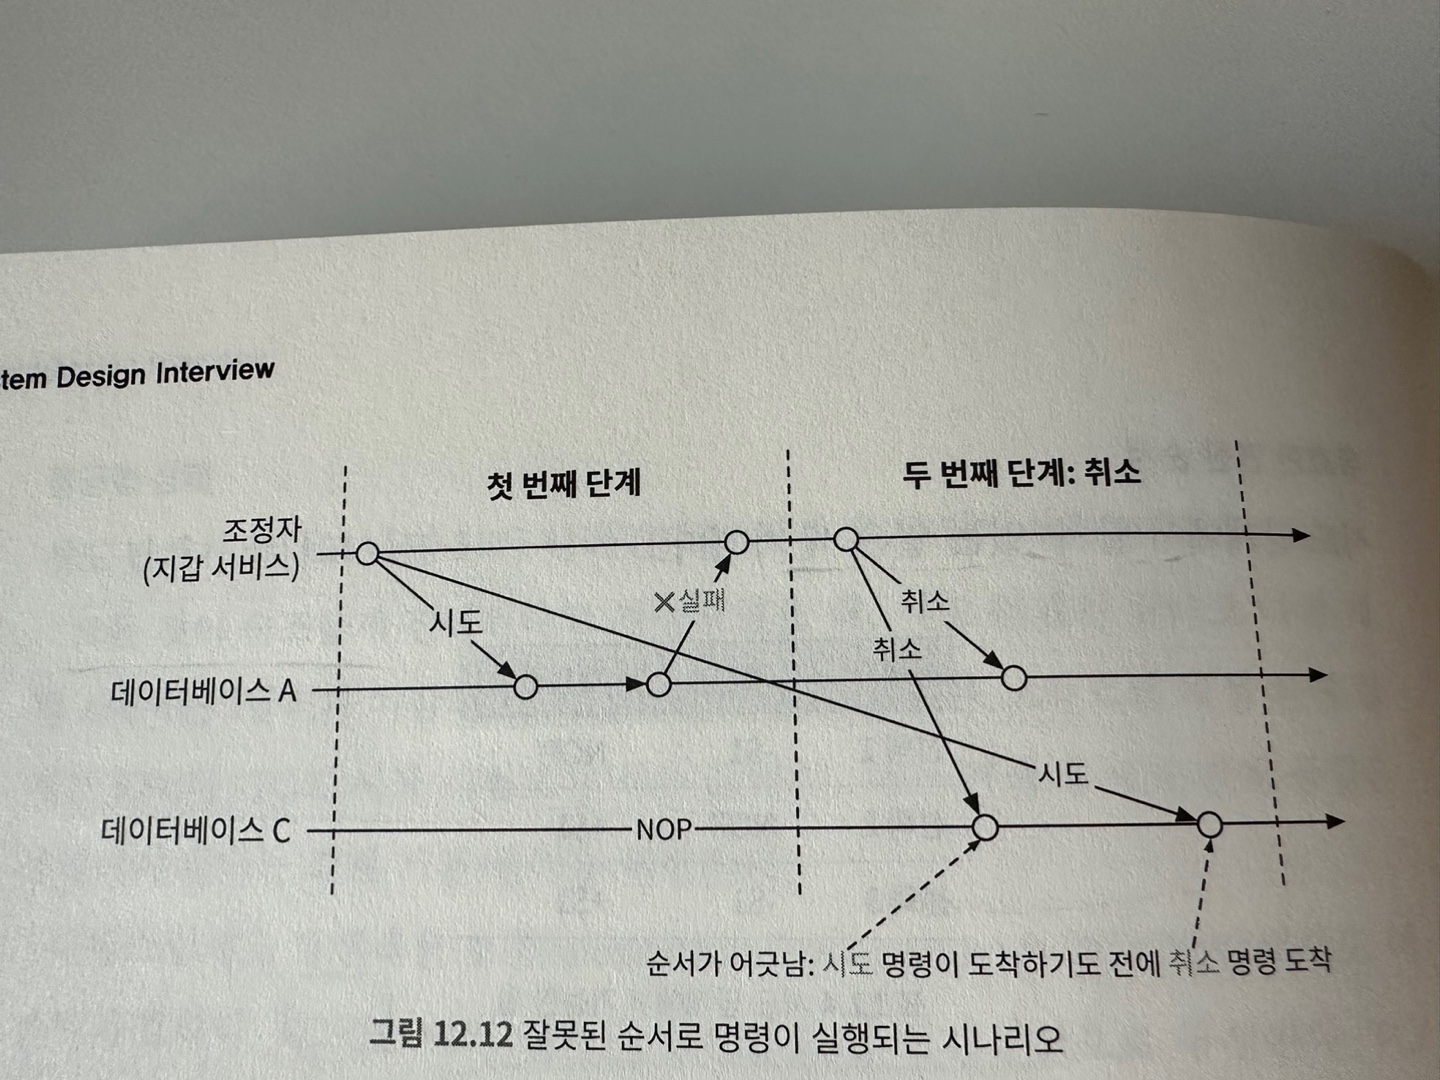 tem Design Interview
첫 번째 단계
두 번째 단계: 취소
조정자
(지갑 서비스)
시도
×실패
취소
취소
데이터베이스 A
시도
데이터베이스 C
NOP
순서가 어긋남: 시도 명령이 도착하기도 전에 취소 명령 도착
그림 12.12 잘못된 순서로 명령이 실행되는 시나리오